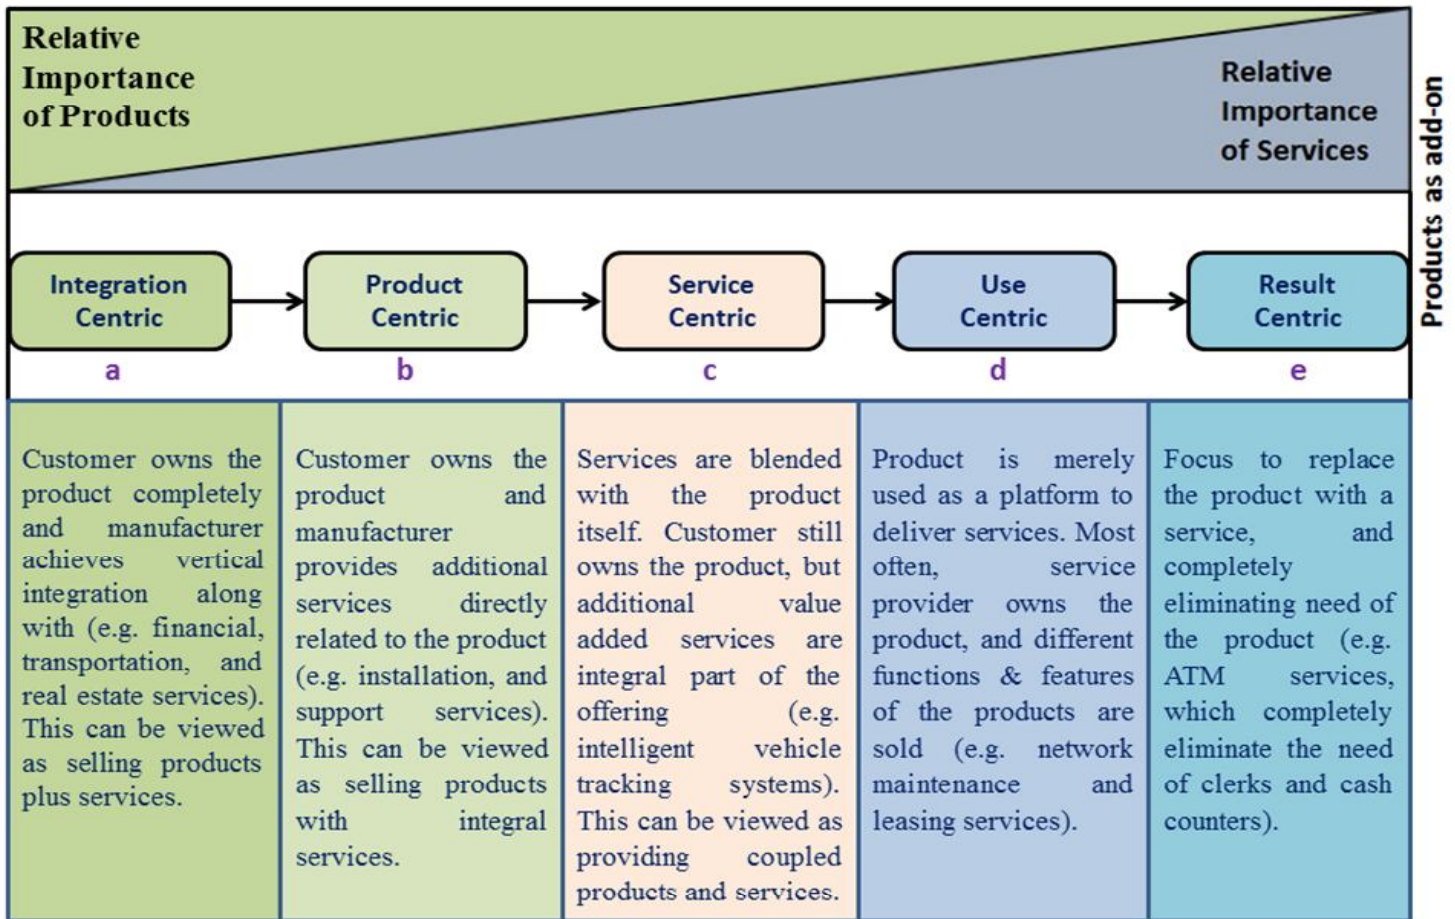 Relative
Importance
of Products
Relative
Importance
of Services
Products as add-on
Integration
Centric
Product
Centric
Service
Centric
Use
Centric
Result
Centric
a
b
c
d
e
Customer owns the
product completely
and manufacturer
achieves vertical
integration along
with (e.g. financial,
transportation, and
real estate services).
This can be viewed
as selling products
plus services.
Customer owns the
product and
manufacturer
provides additional
services directly
related to the product
(e.g. installation, and
support services).
This can be viewed
as selling products
with integral
services.
Services are blended
with the product
itself. Customer still
owns the product, but
additional value
added services are
integral part of the
offering (e.g.
intelligent vehicle
tracking systems).
This can be viewed as
providing coupled
products and services.
Product is merely
used as a platform to
deliver services. Most
often, service
provider owns the
product, and different
functions & features
of the products are
sold (e.g. network
maintenance and
leasing services).
Focus to replace
the product with a
service, and
completely
eliminating need of
the product (e.g.
ATM services,
which completely
eliminate the need
of clerks and cash
counters).